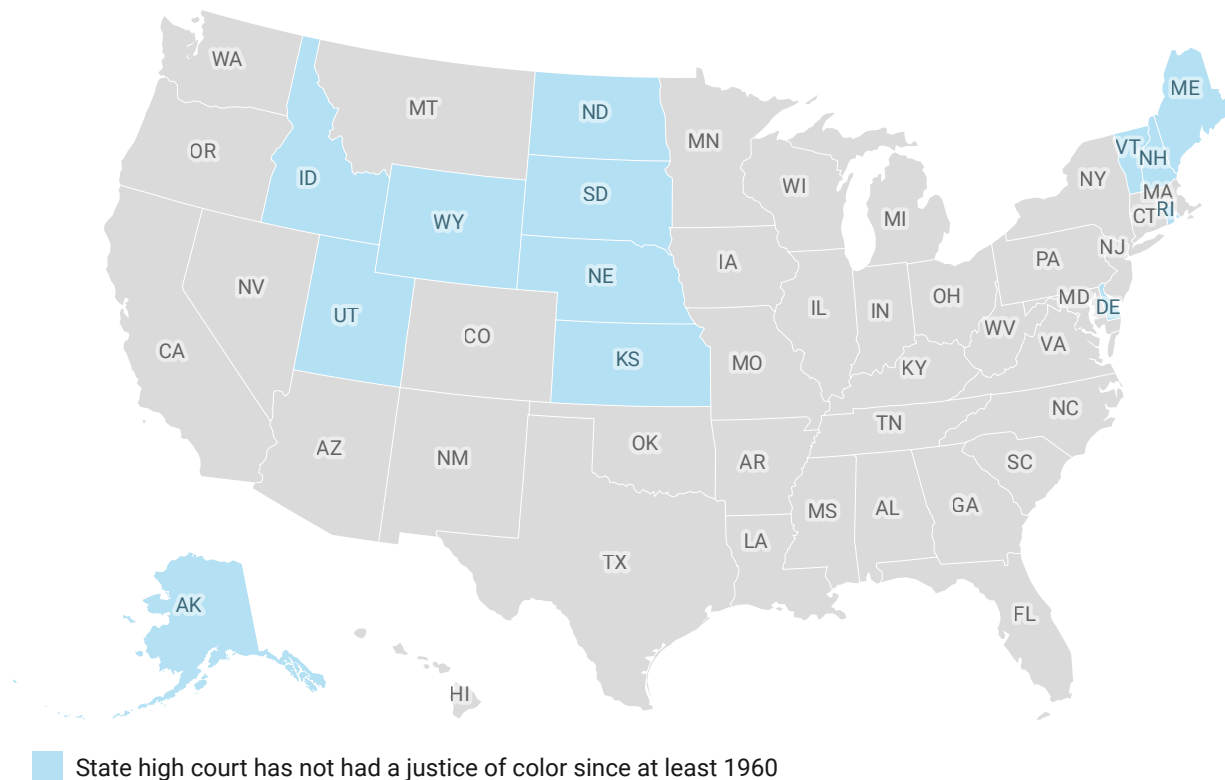 WA
MT
ND
MN
ME
OR
ID
SD
WI
VT
NH
NY
MA
WY
MI
CT
RI
IA
NE
PA
NJ
NV
UT
CO
IL
IN
OH
MD
DE
CA
KS
MO
WV
VA
KY
NC
TN
AZ
NM
OK
AR
SC
MS
AL
GA
TX
LA
AK
FL
HI
State high court has not had a justice of color since at least 1960